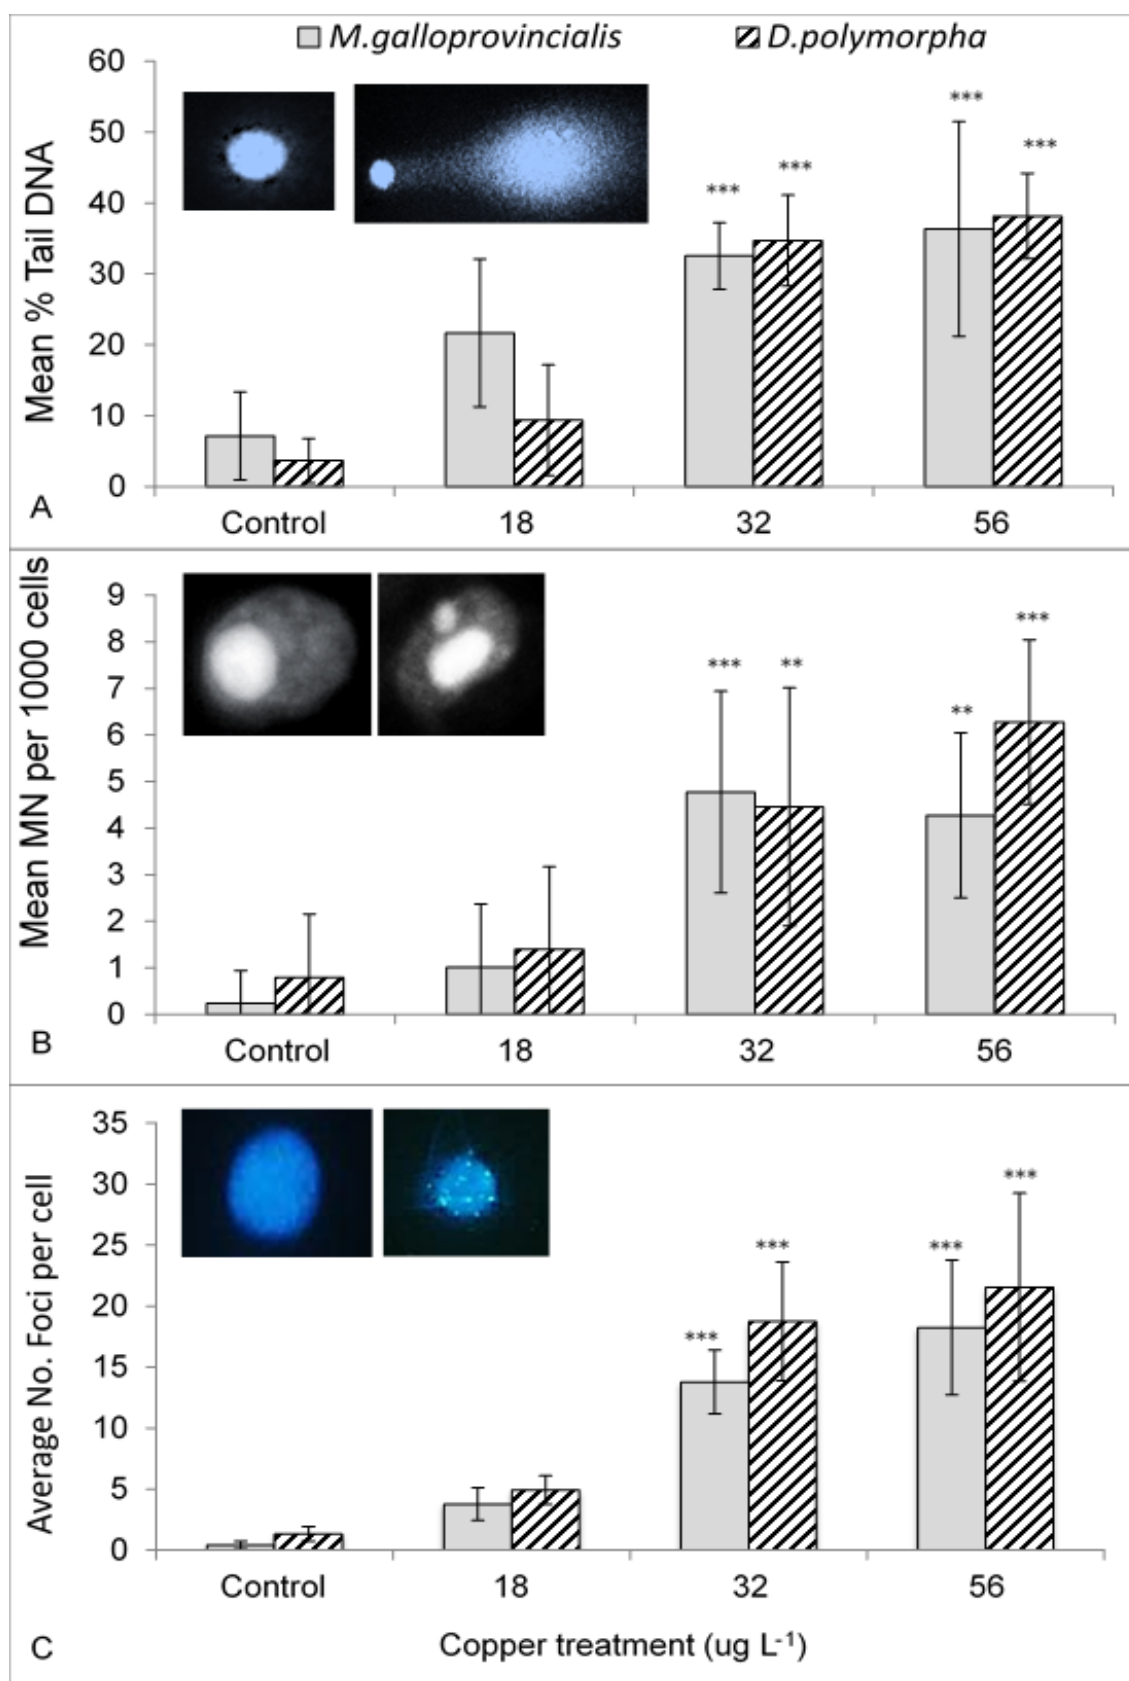 M.galloprovincialis D.polymorpha
Mean % Tail DNA
60
50
40
30
20
10
0
*** ***
*** ***
Control 18 32 56
A
Mean MN per 1000 cells
9
8
7
6
5
4
3
2
1
0
*** **
** ***
Control 18 32 56
B
Average No. Foci per cell
35
30
25
20
15
10
5
0
*** ***
*** ***
Control 18 32 56
C
Copper treatment (ug L⁻¹)